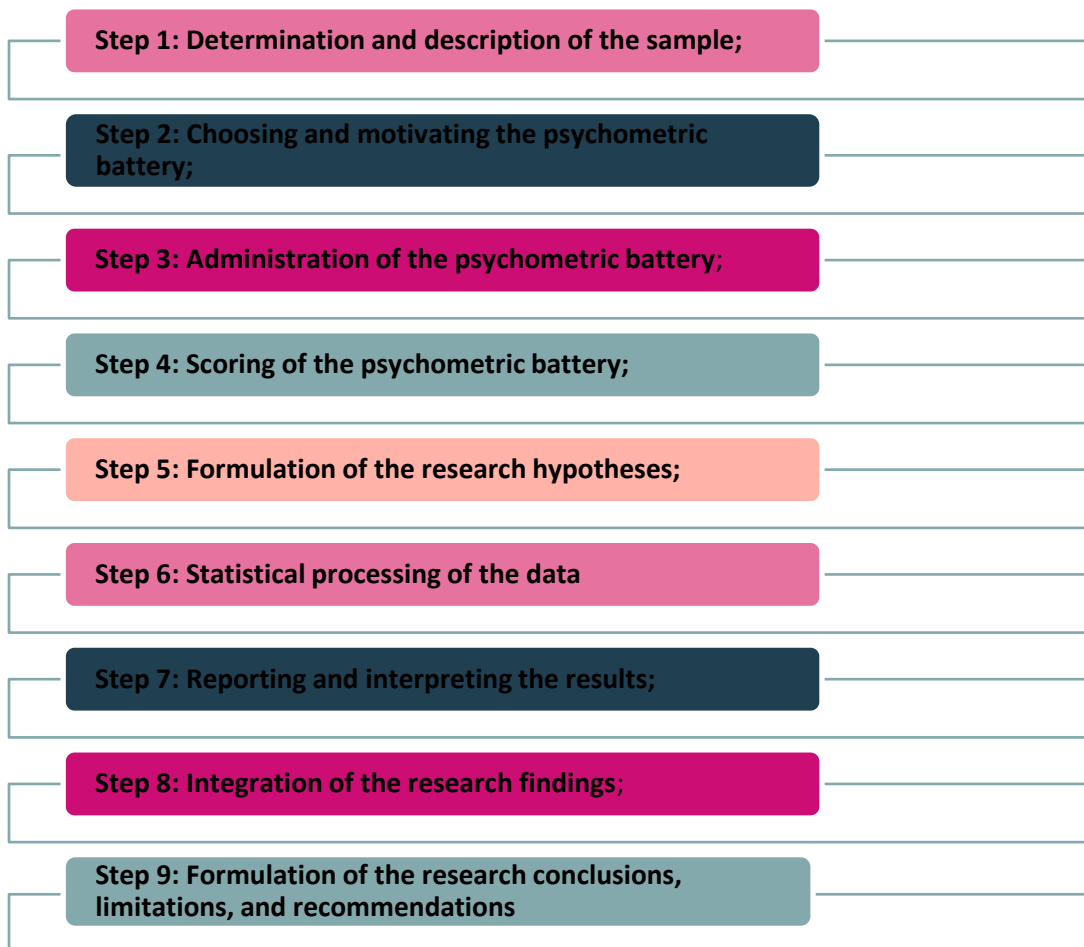 Step 1: Determination and description of the sample;
Step 2: Choosing and motivating the psychometric
battery;
Step 3: Administration of the psychometric battery;
Step 4: Scoring of the psychometric battery;
Step 5: Formulation of the research hypotheses;
Step 6: Statistical processing of the data
Step 7: Reporting and interpreting the results;
Step 8: Integration of the research findings;
Step 9: Formulation of the research conclusions,
limitations, and recommendations